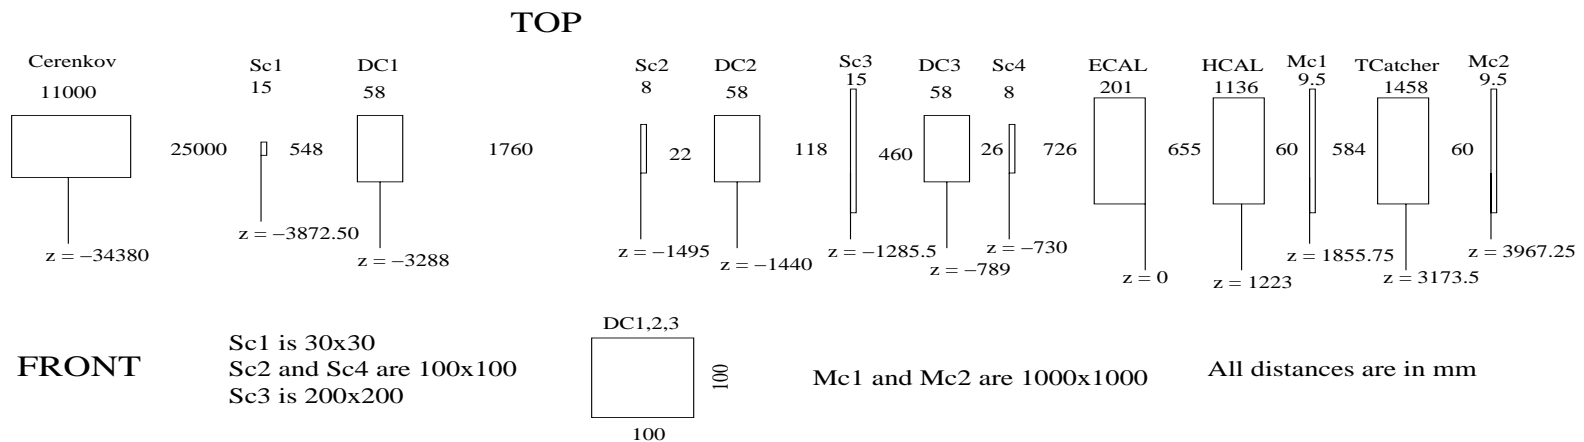 TOP
Cerenkov Sc1 DC1 Sc2 DC2 Sc3 DC3 Sc4 ECAL HCAL Mc1 TCatcher Mc2
11000 15 58 8 58 15 58 8 201 1136 9.5 1458 9.5
25000 548 1760 22 118 460 26 726 655 60 584 60
z = −34380 z = −3872.50 z = −3288 z = −1495 z = −1440 z = −1285.5 z = −789 z = −730 z = 0 z = 1223 z = 1855.75 z = 3173.5 z = 3967.25
FRONT
Sc1 is 30x30
Sc2 and Sc4 are 100x100
Sc3 is 200x200
DC1,2,3
100
100
Mc1 and Mc2 are 1000x1000
All distances are in mm